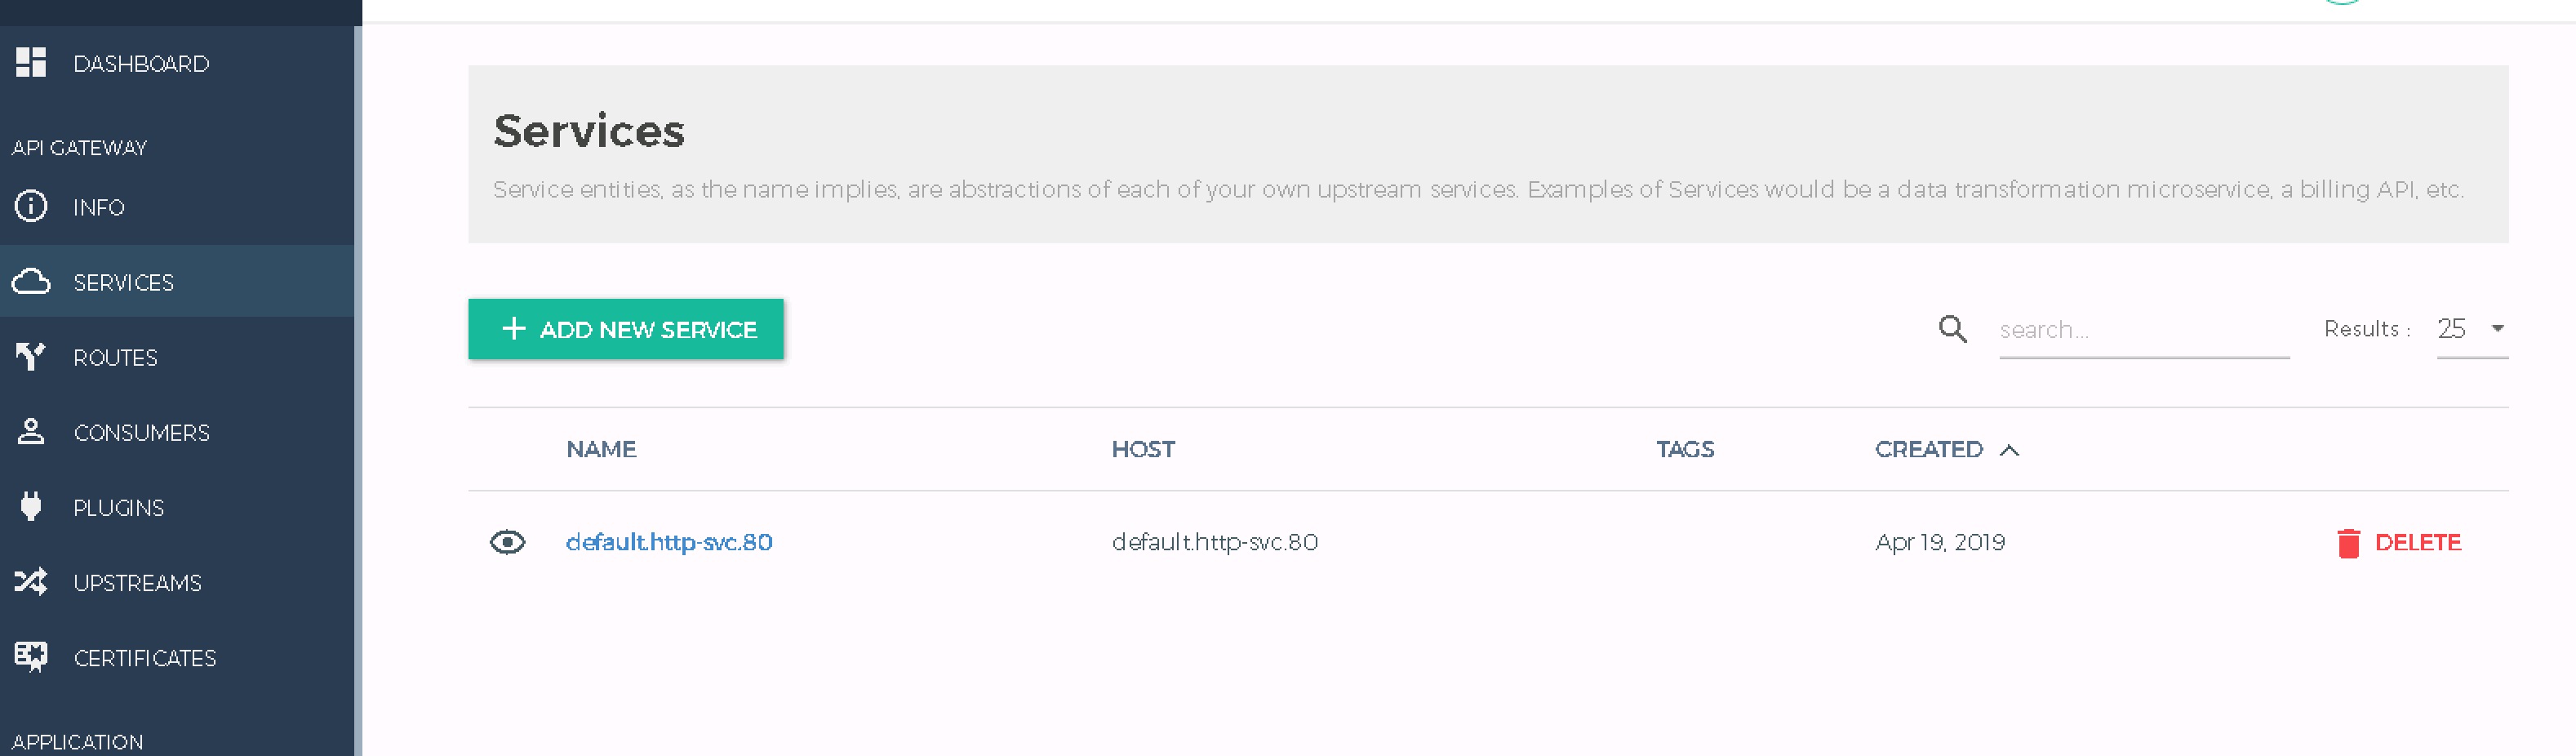 DASHBOARD
API GATEWAY
INFO
SERVICES
ROUTES
CONSUMERS
PLUGINS
UPSTREAMS
CERTIFICATES
APPLICATION
Services
Service entities, as the name implies, are abstractions of each of your own upstream services. Examples of Services would be a data transformation microservice, a billing API, etc.
+ ADD NEW SERVICE
search...
Results : 25
NAME HOST TAGS CREATED
default.http-svc.80 default.http-svc.80 Apr 19, 2019 DELETE